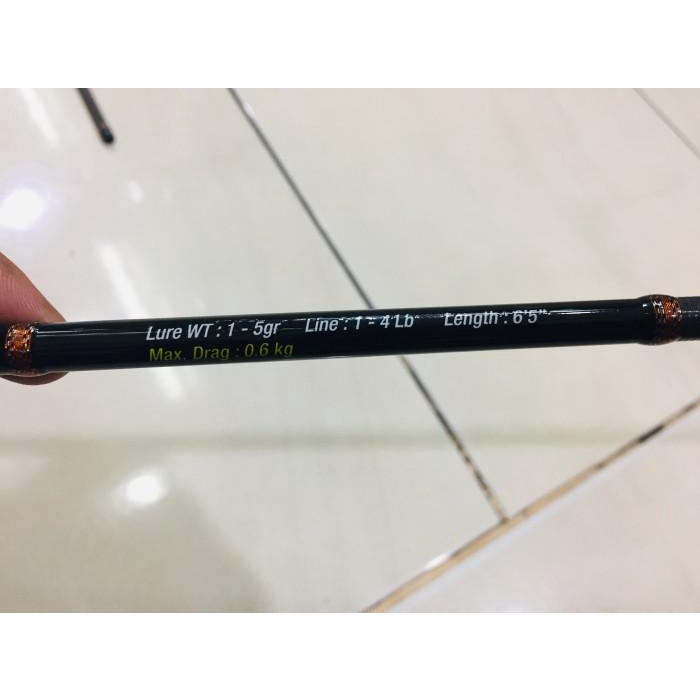 Lure WT : 1 - 5gr Line : 1 - 4 Lb Length : 6'5"
Max. Drag : 0.6 kg